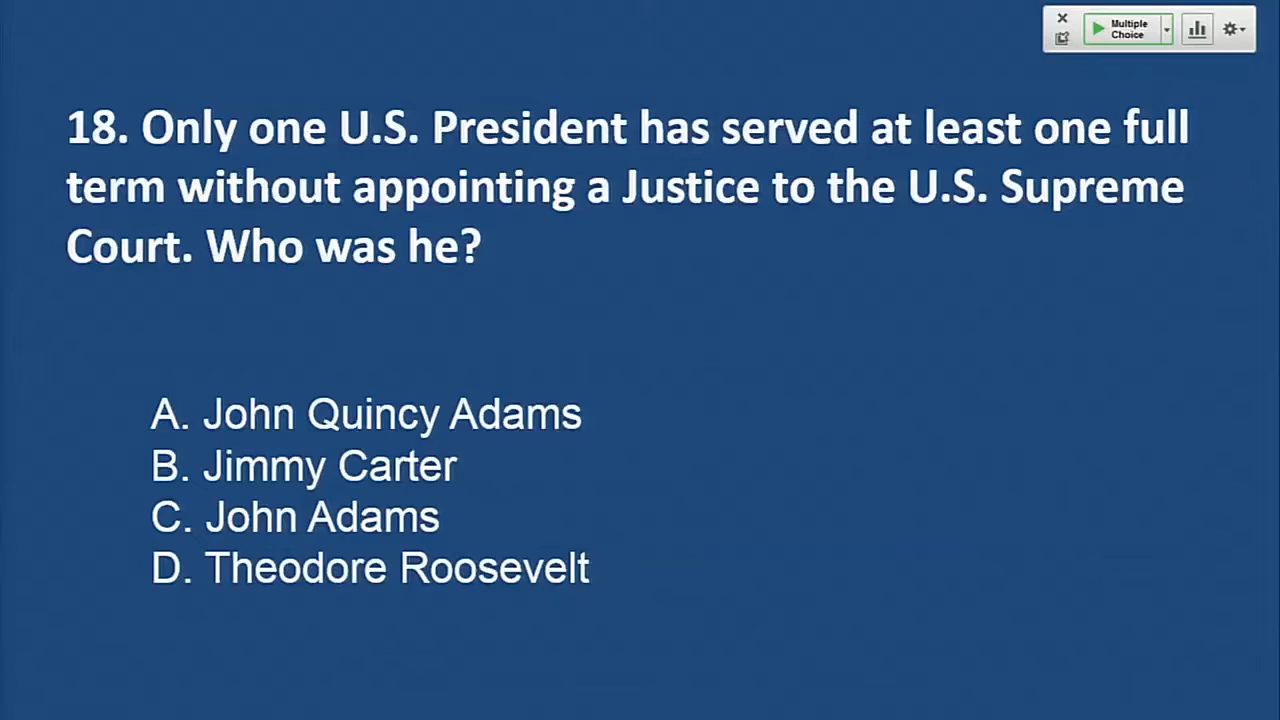 Multiple
Choice
18. Only one U.S. President has served at least one full
term without appointing a Justice to the U.S. Supreme
Court. Who was he?
A. John Quincy Adams
B. Jimmy Carter
C. John Adams
D. Theodore Roosevelt